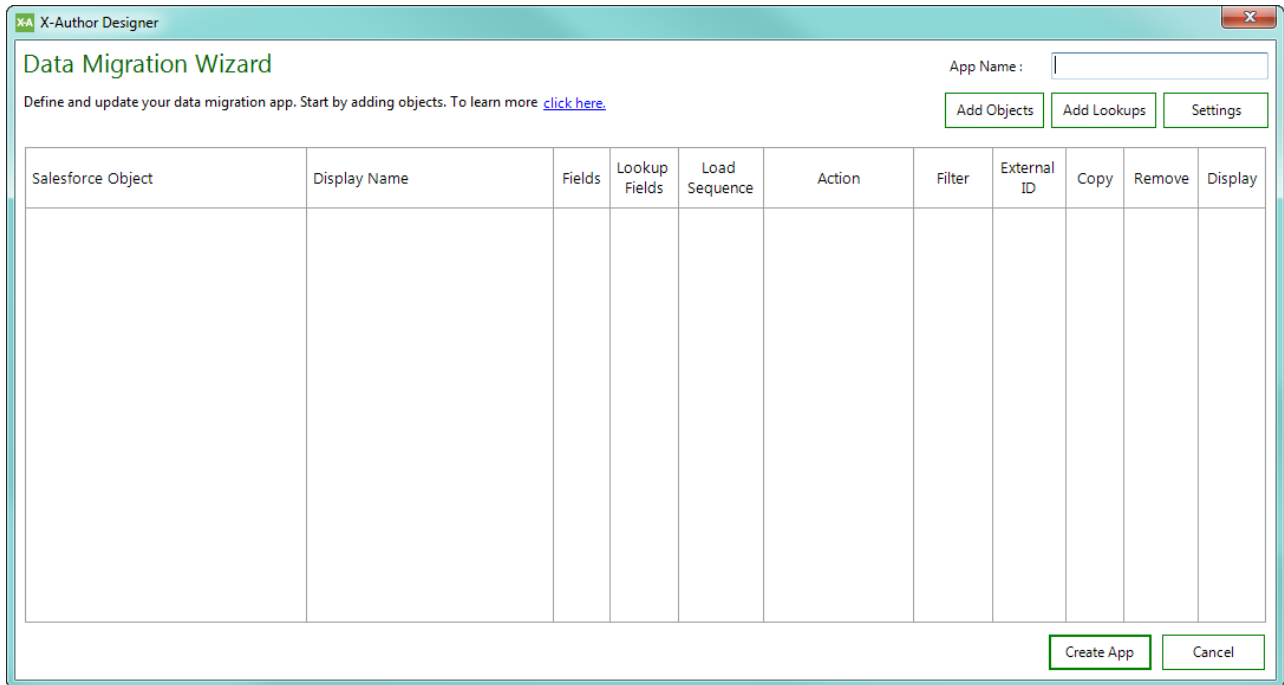 X-A X-Author Designer
x
Data Migration Wizard
App Name :
Define and update your data migration app. Start by adding objects. To learn more click here.
Add Objects Add Lookups Settings
Salesforce Object Display Name Fields Lookup Fields Load Sequence Action Filter External ID Copy Remove Display
Create App Cancel